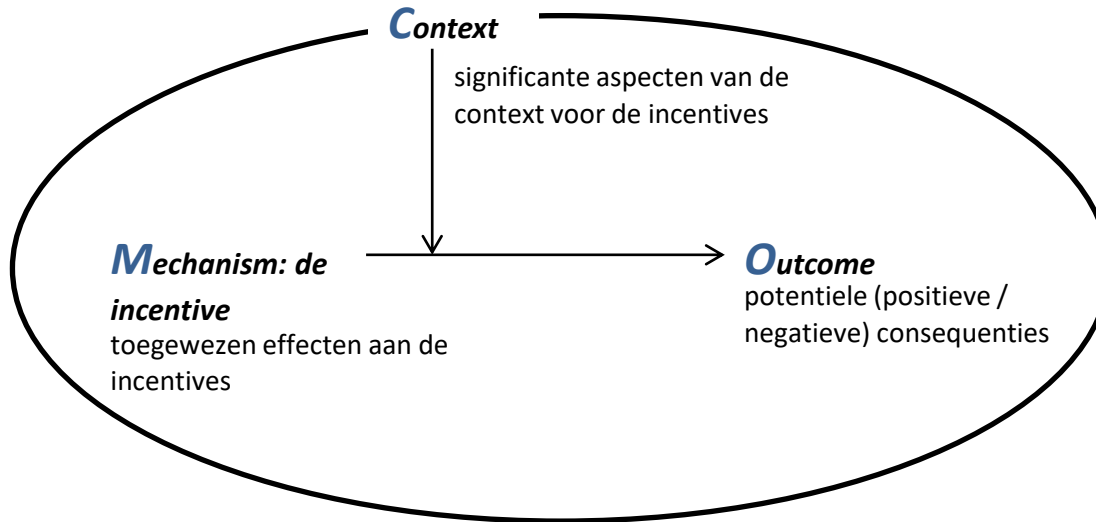 Context
significante aspecten van de
context voor de incentives
Mechanism: de
incentive
toegewezen effecten aan de
incentives
Outcome
potentiele (positieve /
negatieve) consequenties